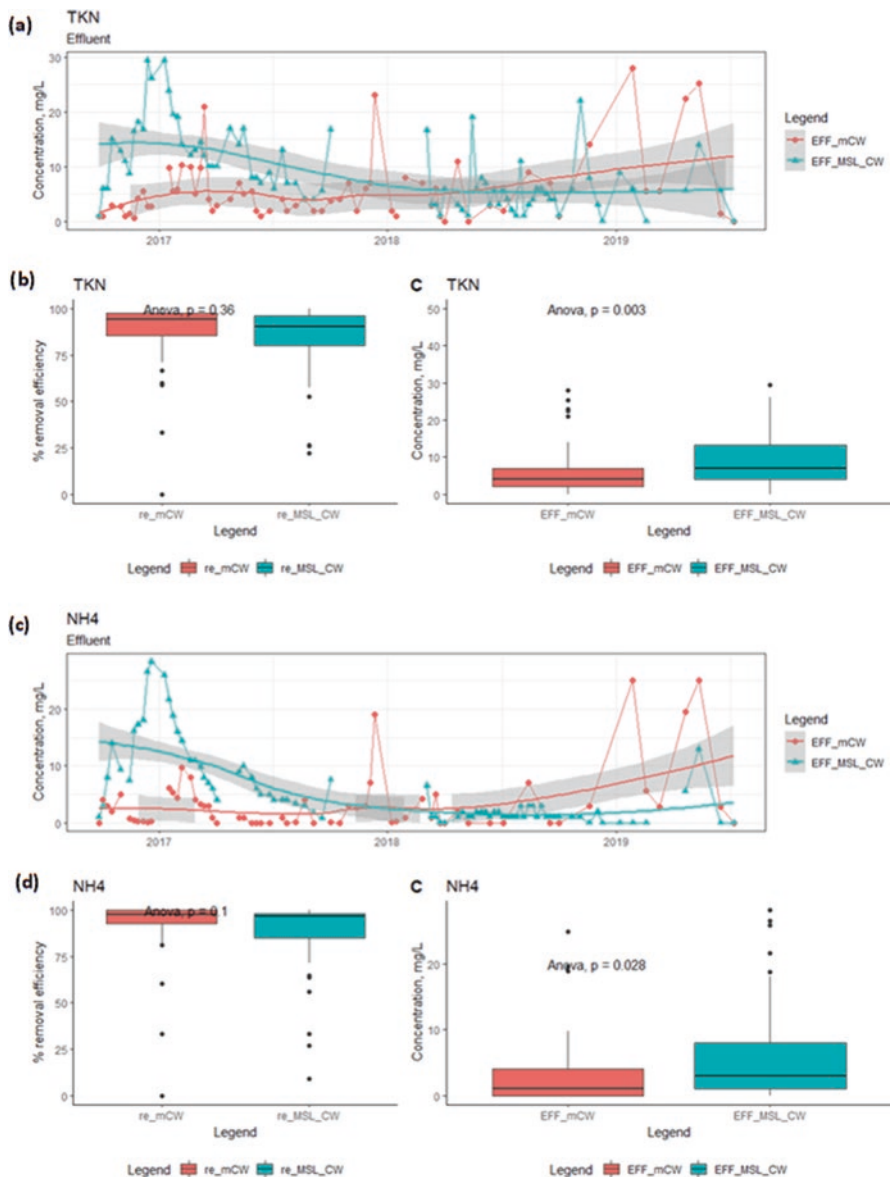 (a)
TKN
Effluent
Concentration, mg/L
30
20
10
0
2017
2018
2019
Legend
EFF_mCW
EFF_MSL_CW
(b)
TKN
Anova, p = 0.36
% removal efficiency
100
75
50
25
0
re_mCW
re_MSL_CW
Legend
Legend re_mCW re_MSL_CW
C TKN
Anova, p = 0.003
Concentration, mg/L
50
40
30
20
10
0
EFF_mCW
EFF_MSL_CW
Legend
Legend EFF_mCW EFF_MSL_CW
(c)
NH4
Effluent
Concentration, mg/L
20
10
0
2017
2018
2019
Legend
EFF_mCW
EFF_MSL_CW
(d)
NH4
Anova, p = 0.1
% removal efficiency
100
75
50
25
0
re_mCW
re_MSL_CW
Legend
Legend re_mCW re_MSL_CW
C NH4
Anova, p = 0.028
Concentration, mg/L
20
10
0
EFF_mCW
EFF_MSL_CW
Legend
Legend EFF_mCW EFF_MSL_CW